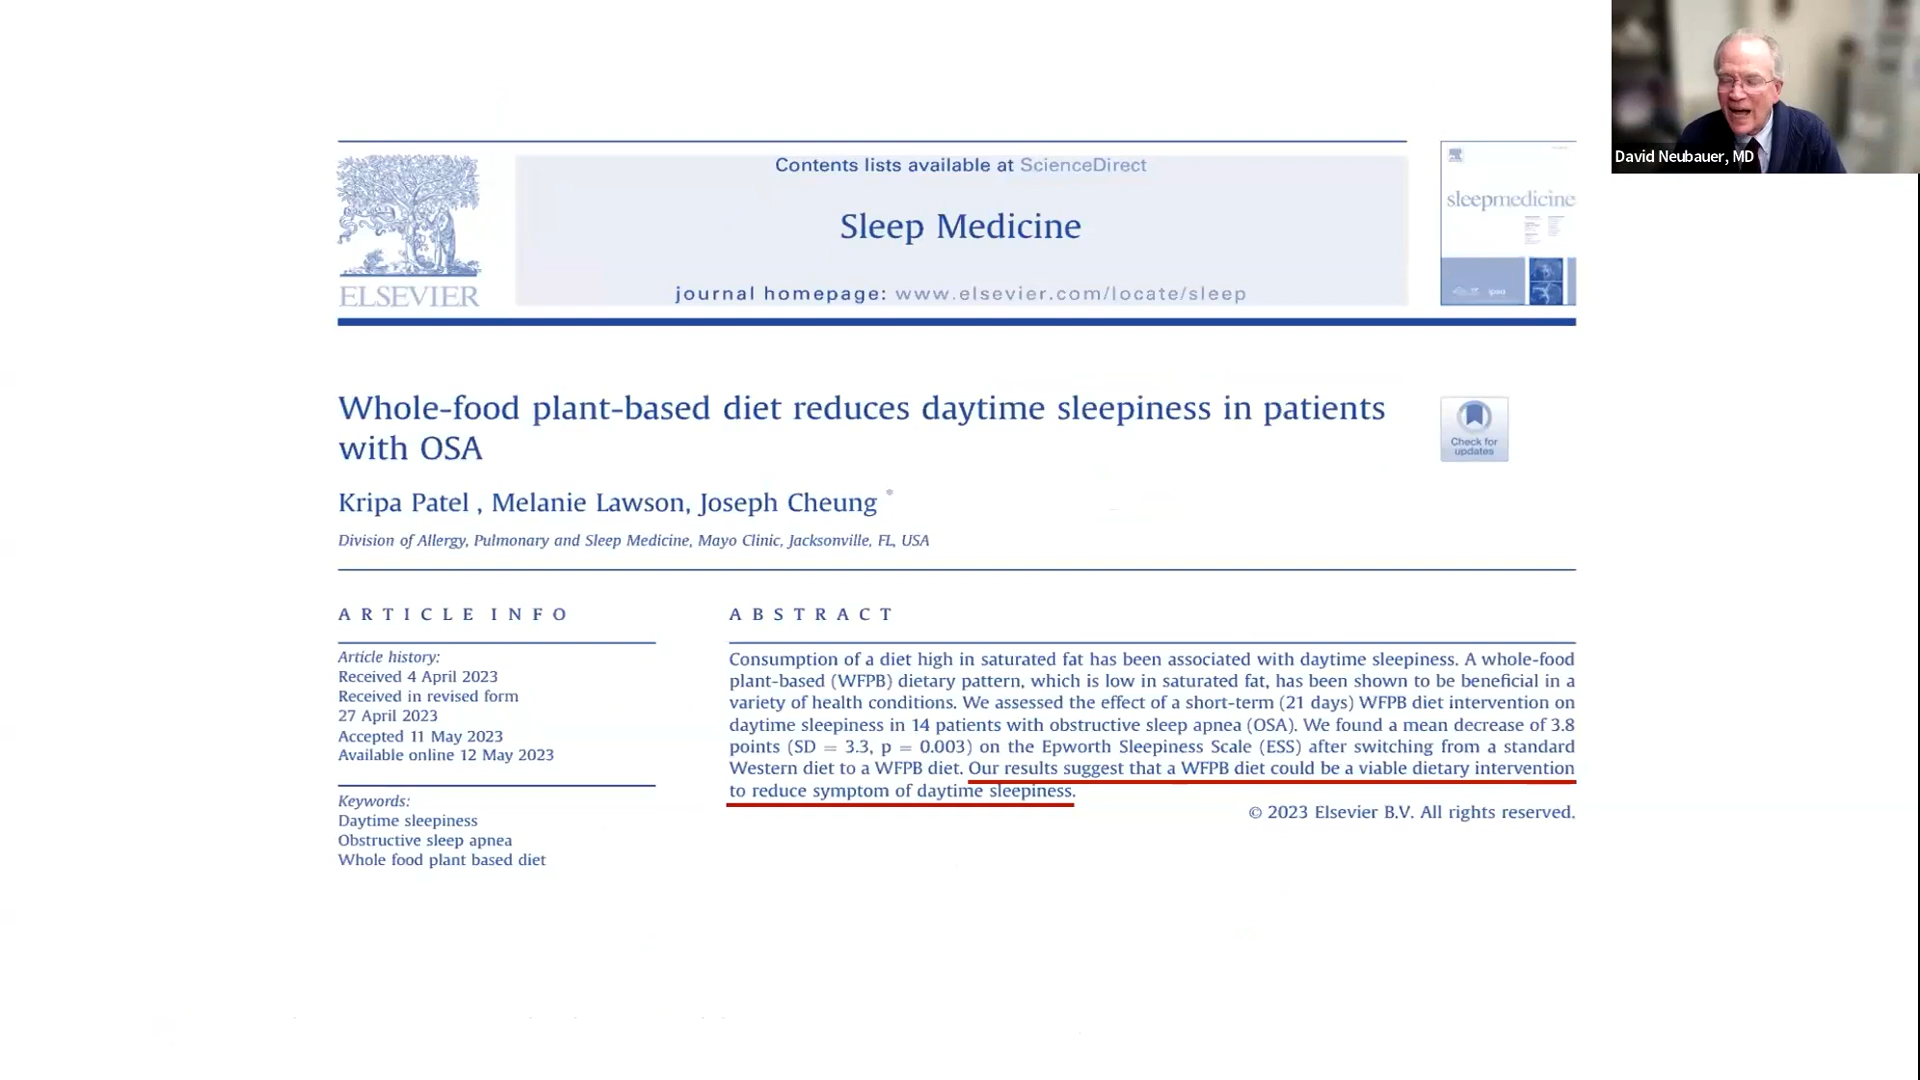 David Neubauer, MD
Contents lists available at ScienceDirect
Sleep Medicine
journal homepage: www.elsevier.com/locate/sleep
ELSEVIER
sleepmedicine
Whole-food plant-based diet reduces daytime sleepiness in patients
with OSA
Check for
updates
Kripa Patel , Melanie Lawson, Joseph Cheung *
Division of Allergy, Pulmonary and Sleep Medicine, Mayo Clinic, Jacksonville, FL, USA
ARTICLE INFO
Article history:
Received 4 April 2023
Received in revised form
27 April 2023
Accepted 11 May 2023
Available online 12 May 2023
Keywords:
Daytime sleepiness
Obstructive sleep apnea
Whole food plant based diet
ABSTRACT
Consumption of a diet high in saturated fat has been associated with daytime sleepiness. A whole-food
plant-based (WFPB) dietary pattern, which is low in saturated fat, has been shown to be beneficial in a
variety of health conditions. We assessed the effect of a short-term (21 days) WFPB diet intervention on
daytime sleepiness in 14 patients with obstructive sleep apnea (OSA). We found a mean decrease of 3.8
points (SD = 3.3, p = 0.003) on the Epworth Sleepiness Scale (ESS) after switching from a standard
Western diet to a WFPB diet. Our results suggest that a WFPB diet could be a viable dietary intervention
to reduce symptom of daytime sleepiness.
© 2023 Elsevier B.V. All rights reserved.